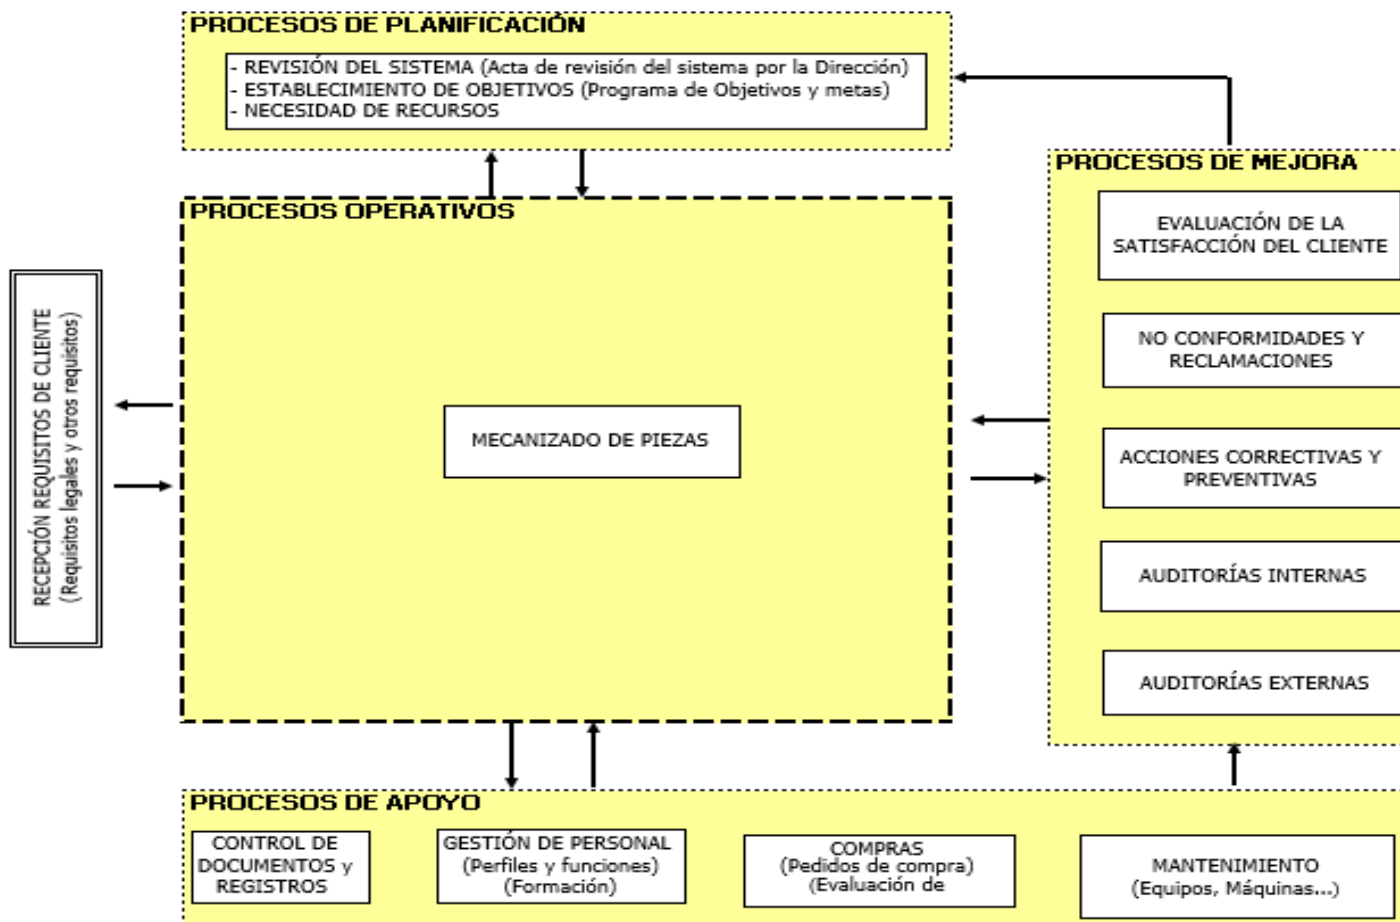 PROCESOS DE PLANIFICACIÓN
- REVISIÓN DEL SISTEMA (Acta de revisión del sistema por la Dirección)
- ESTABLECIMIENTO DE OBJETIVOS (Programa de Objetivos y metas)
- NECESIDAD DE RECURSOS
PROCESOS DE MEJORA
EVALUACIÓN DE LA
SATISFACCIÓN DEL CLIENTE
NO CONFORMIDADES Y
RECLAMACIONES
ACCIONES CORRECTIVAS Y
PREVENTIVAS
AUDITORÍAS INTERNAS
AUDITORÍAS EXTERNAS
PROCESOS OPERATIVOS
MECANIZADO DE PIEZAS
RECEPCIÓN REQUISITOS DE CLIENTE
(Requisitos legales y otros requisitos)
PROCESOS DE APOYO
CONTROL DE
DOCUMENTOS y
REGISTROS
GESTIÓN DE PERSONAL
(Perfiles y funciones)
(Formación)
COMPRAS
(Pedidos de compra)
(Evaluación de
MANTENIMIENTO
(Equipos, Máquinas...)